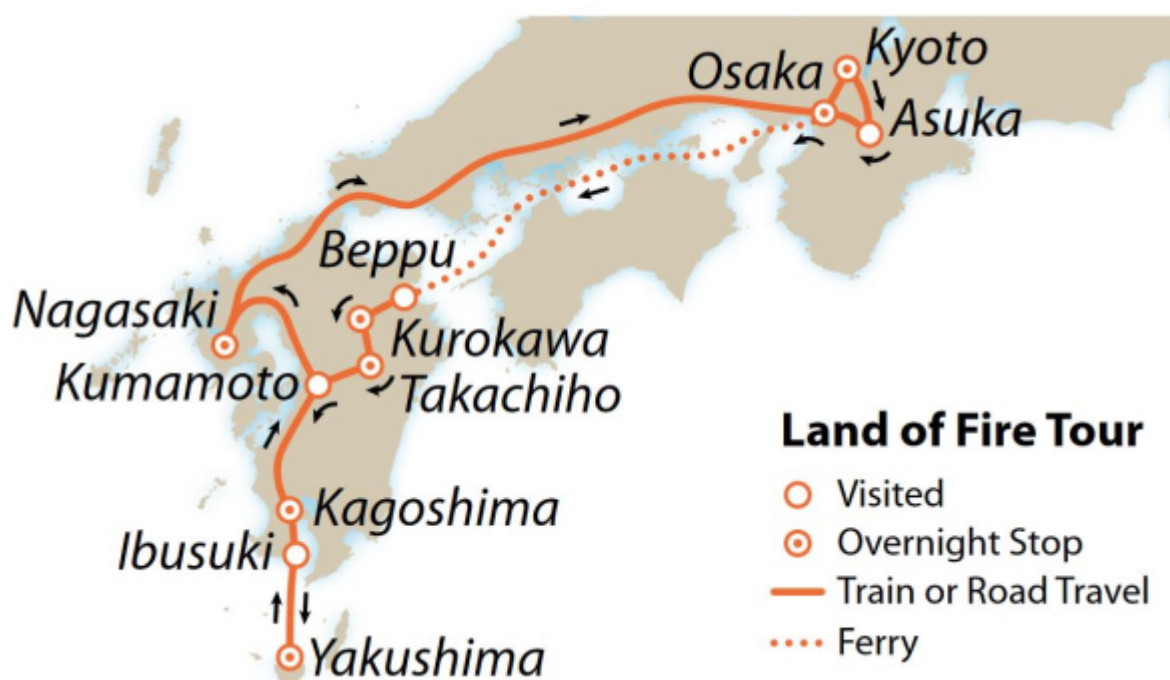 Kyoto
Osaka
Asuka
Beppu
Nagasaki
Kurokawa
Kumamoto
Takachiho
Kagoshima
Ibusuki
Yakushima
Land of Fire Tour
Visited
Overnight Stop
Train or Road Travel
Ferry